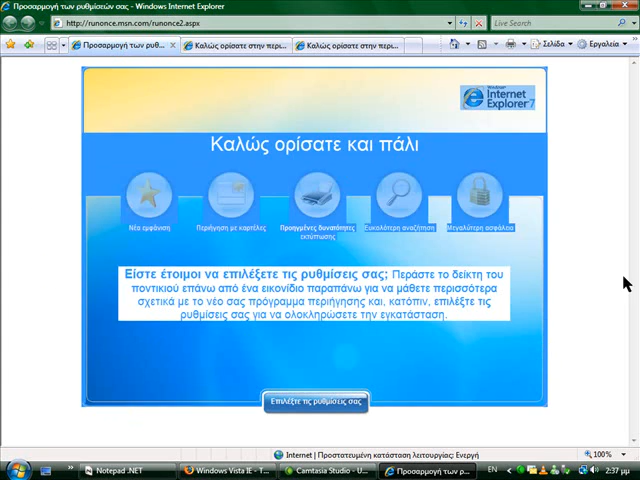 Προσαρμογή των ρυθμίσεών σας - Windows Internet Explorer
http://runonce.msn.com/runonce2.aspx
Live Search
Προσαρμογή των ρυθ...
Καλώς ορίσατε στην περι...
Καλώς ορίσατε στην περι...
Σελίδα
Εργαλεία
Windows
Internet
Explorer 7
Καλώς ορίσατε και πάλι
Νέα εμφάνιση
Περιήγηση με καρτέλες
Προηγμένες δυνατότητες
εκτύπωσης
Ευκολότερη αναζήτηση
Μεγαλύτερη ασφάλεια
Είστε έτοιμοι να επιλέξετε τις ρυθμίσεις σας; Περάστε το δείκτη του
ποντικιού επάνω από ένα εικονίδιο παραπάνω για να μάθετε περισσότερα
σχετικά με το νέο σας πρόγραμμα περιήγησης και, κατόπιν, επιλέξτε τις
ρυθμίσεις σας για να ολοκληρώσετε την εγκατάσταση.
Επιλέξτε τις ρυθμίσεις σας
Internet | Προστατευμένη κατάσταση λειτουργίας: Ενεργή
100%
Notepad .NET
Windows Vista IE - T...
Camtasia Studio - U...
Προσαρμογή των ρ...
EN
2:37 μμ